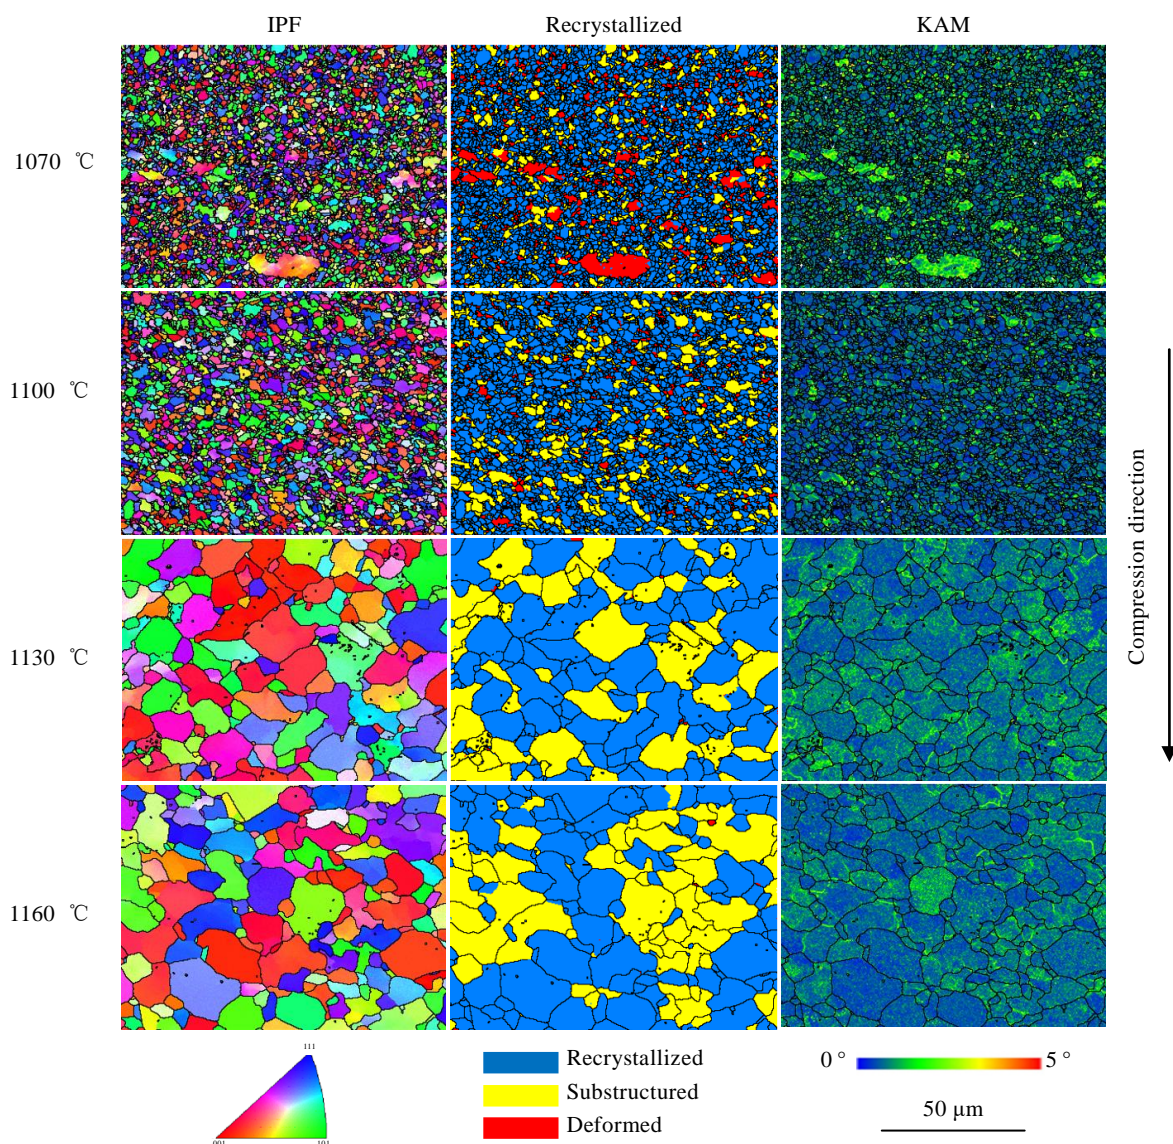 IPF Recrystallized KAM
1070 ℃
1100 ℃
1130 ℃
1160 ℃
Compression direction
111
001 101
Recrystallized
Substructured
Deformed
0 ° 5 °
50 μm